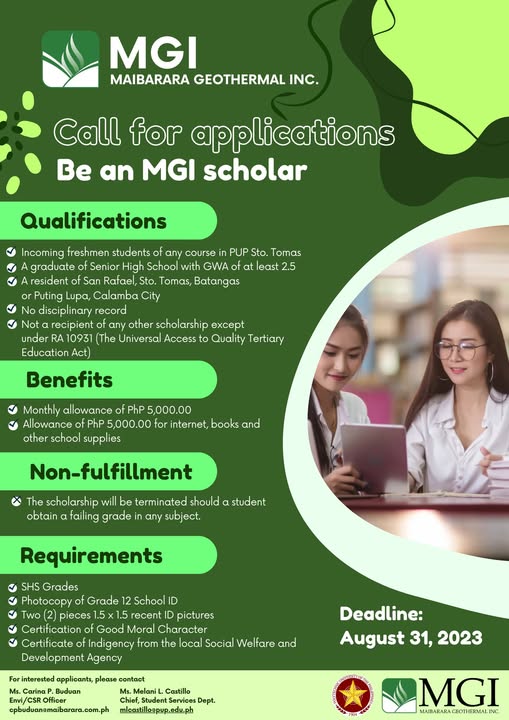 MGI
MAIBARARA GEOTHERMAL INC.
Call for applications
Be an MGI scholar
Qualifications
Incoming freshmen students of any course in PUP Sto. Tomas
A graduate of Senior High School with GWA of at least 2.5
A resident of San Rafael, Sto. Tomas, Batangas
or Puting Lupa, Calamba City
No disciplinary record
Not a recipient of any other scholarship except
under RA 10931 (The Universal Access to Quality Tertiary
Education Act)
Benefits
Monthly allowance of PhP 5,000.00
Allowance of PhP 5,000.00 for internet, books and
other school supplies
Non-fulfillment
The scholarship will be terminated should a student
obtain a failing grade in any subject.
Requirements
SHS Grades
Photocopy of Grade 12 School ID
Two (2) pieces 1.5 x 1.5 recent ID pictures
Certification of Good Moral Character
Certificate of Indigency from the local Social Welfare and
Development Agency
Deadline:
August 31, 2023
For interested applicants, please contact
Ms. Carina P. Buduan
Envi/CSR Officer
cpbuduan@maibarara.com.ph
Ms. Melani L. Castillo
Chief, Student Services Dept.
mlcastillo@pup.edu.ph
MGI
MAIBARARA GEOTHERMAL INC.